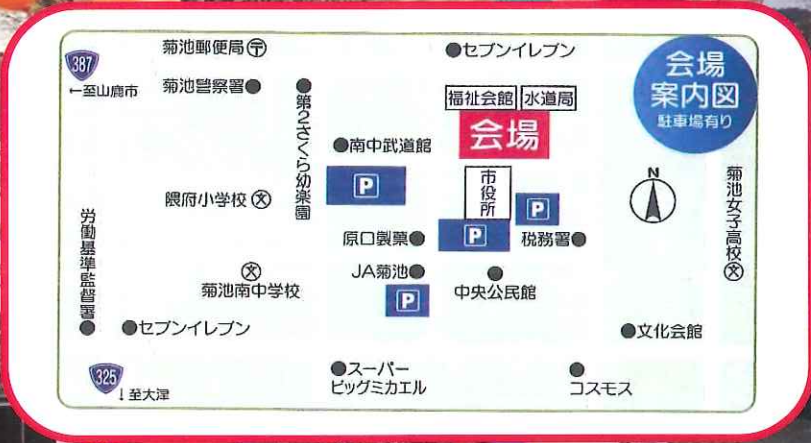 菊池郵便局
セブンイレブン
会場
案内図
駐車場有り
387
←至山鹿市
菊池警察署
第2さくら幼楽園
福祉会館
水道局
会場
南中武道館
P
市役所
P
N
菊池女子高校
隈府小学校
原口製菓
P
税務署
労働基準監督署
JA菊池
菊池南中学校
P
中央公民館
セブンイレブン
文化会館
325
↓至大津
スーパー
ビッグミカエル
コスモス